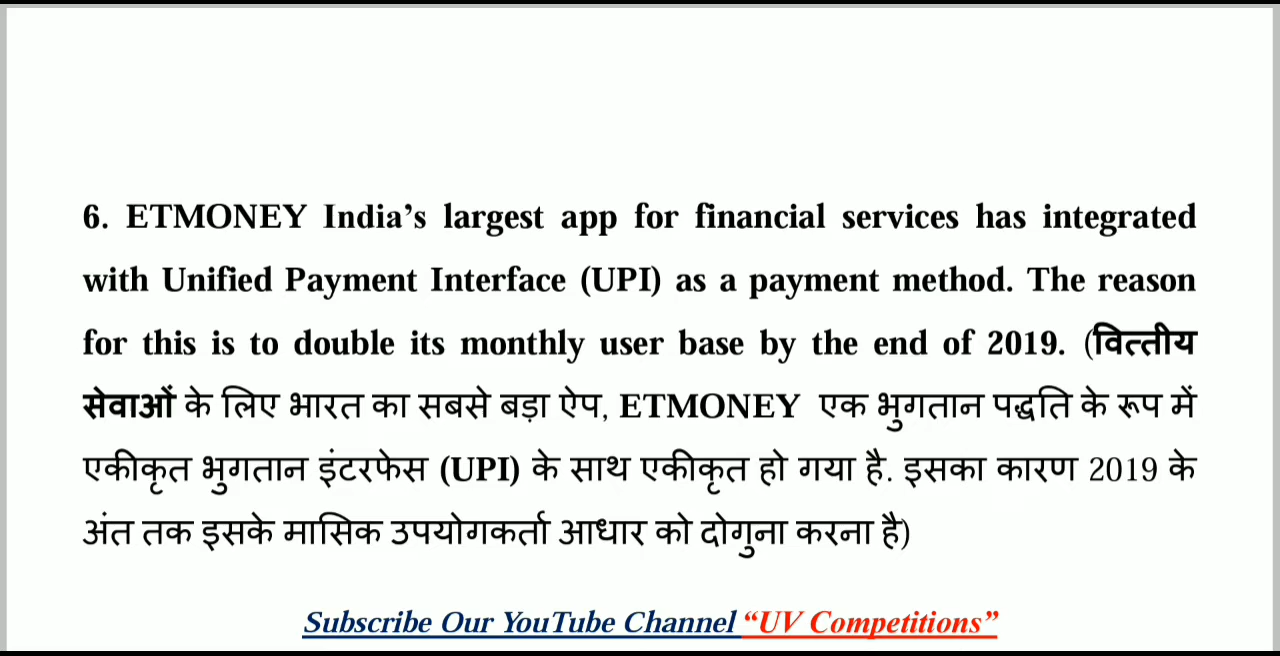 6. ETMONEY India’s largest app for financial services has integrated
with Unified Payment Interface (UPI) as a payment method. The reason
for this is to double its monthly user base by the end of 2019. (वित्तीय
सेवाओं के लिए भारत का सबसे बड़ा ऐप, ETMONEY एक भुगतान पद्धति के रूप में
एकीकृत भुगतान इंटरफेस (UPI) के साथ एकीकृत हो गया है. इसका कारण 2019 के
अंत तक इसके मासिक उपयोगकर्ता आधार को दोगुना करना है)
Subscribe Our YouTube Channel “UV Competitions”